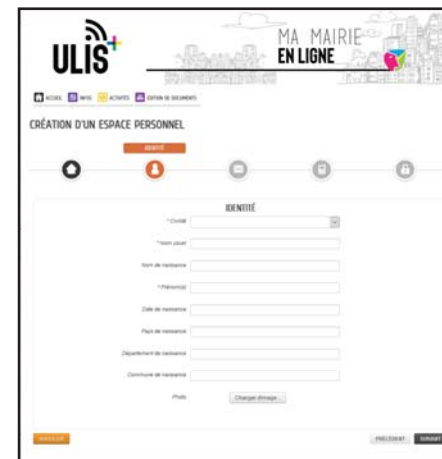 ULIS+
MA MAIRIE
EN LIGNE
ACCUEIL INFOS ACTIVITÉS EDITION DE DOCUMENTS
CRÉATION D'UN ESPACE PERSONNEL
IDENTITÉ
IDENTITÉ
* Civilité
* Nom usuel
Nom de naissance
* Prénom(s)
Date de naissance
Pays de naissance
Département de naissance
Commune de naissance
Photo Charger d'image ...
PRÉCÉDENT SUIVANT